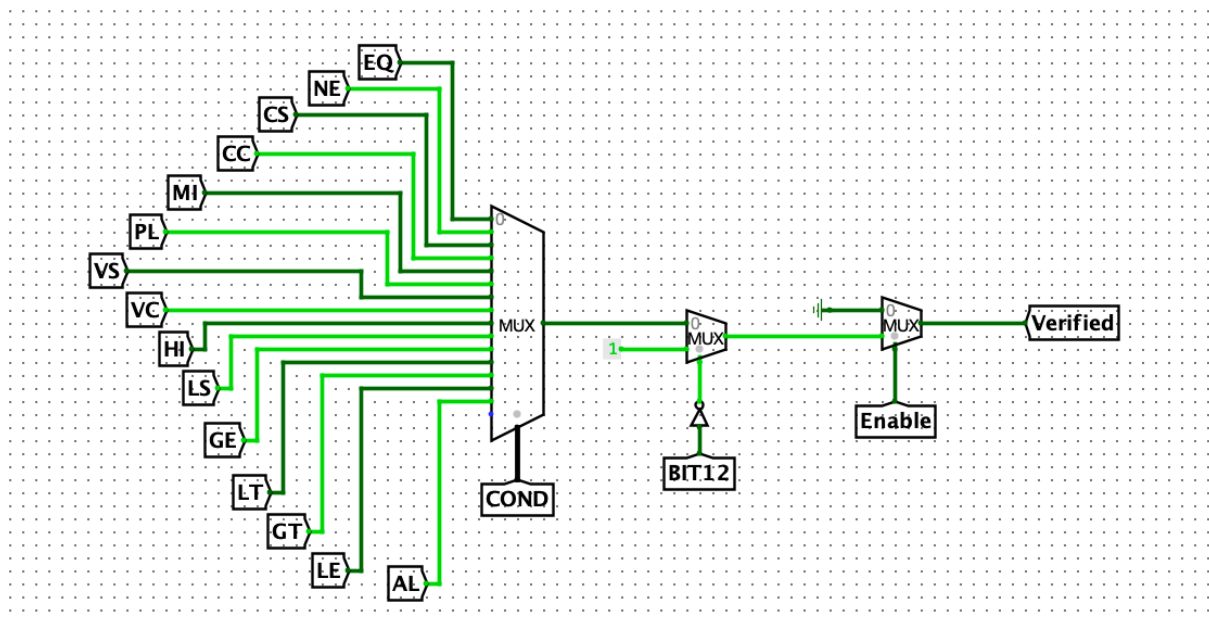 EQ
NE
CS
CC
MI
PL
VS
VC
HI
LS
GE
LT
GT
LE
AL
0
MUX
COND
0
MUX
1
BIT12
0
MUX
Enable
Verified